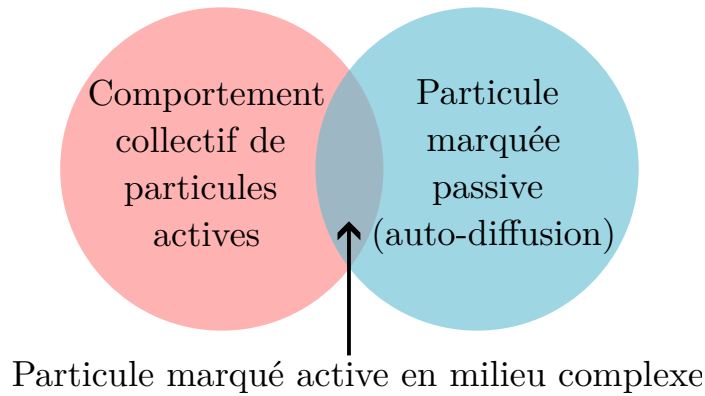 Comportement
collectif de
particules
actives
Particule
marquée
passive
(auto-diffusion)
Particule marqué active en milieu complexe